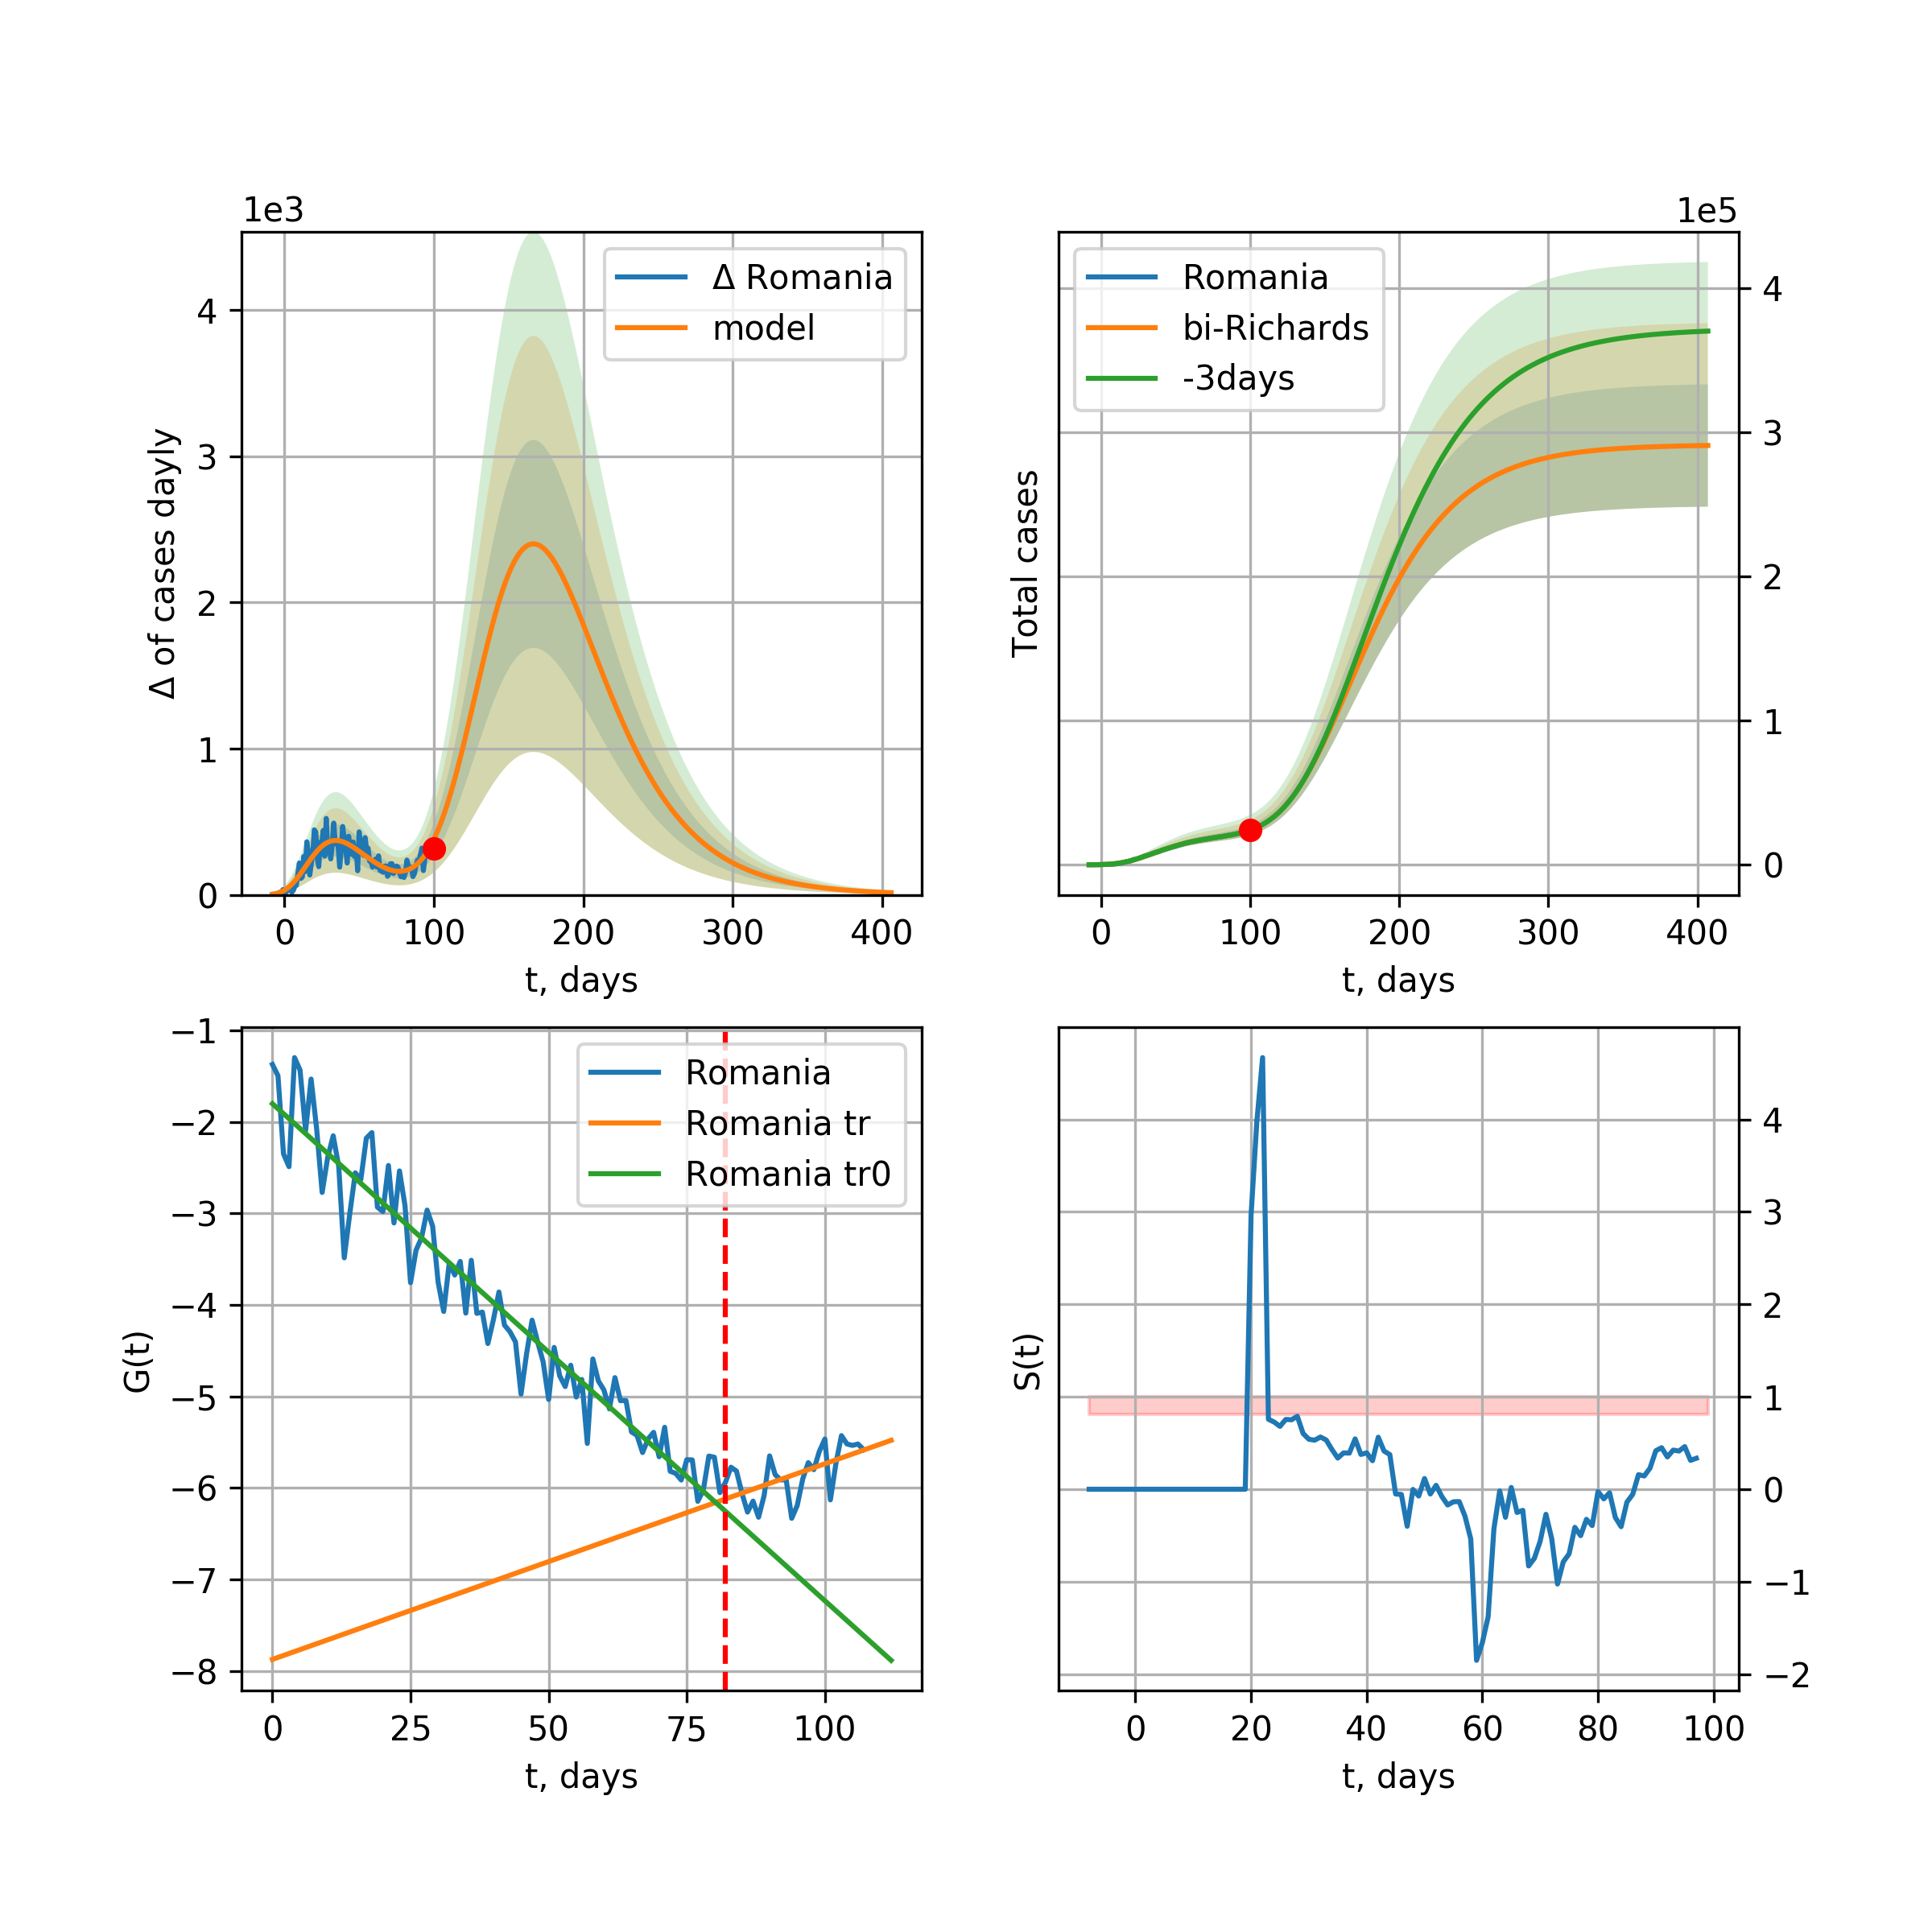 1e3
Δ Romania
model
Δ of cases dayly
4
3
2
1
0
0 100 200 300 400
t, days
1e5
Romania
bi-Richards
-3days
Total cases
4
3
2
1
0
0 100 200 300 400
t, days
Romania
Romania tr
Romania tr0
G(t)
−1
−2
−3
−4
−5
−6
−7
−8
0 25 50 75 100
t, days
S(t)
4
3
2
1
0
−1
−2
0 20 40 60 80 100
t, days